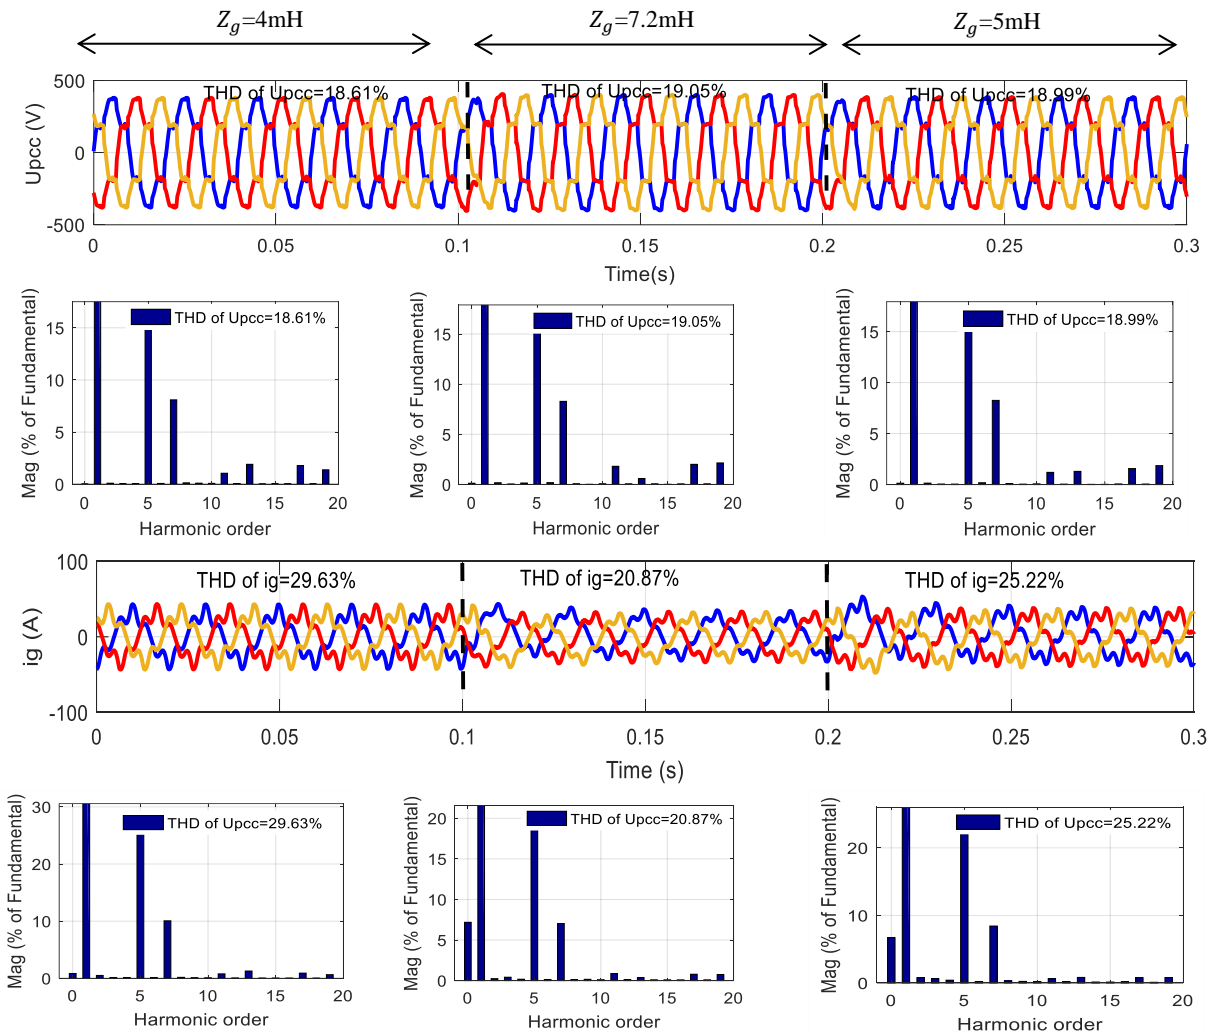 Zg=4mH Zg=7.2mH Zg=5mH
THD of Upcc=18.61% THD of Upcc=19.05% THD of Upcc=18.99%
Upcc (V)
500
0
-500
0 0.05 0.1 0.15 0.2 0.25 0.3
Time(s)
THD of Upcc=18.61%
Mag (% of Fundamental)
15
10
5
0
0 5 10 15 20
Harmonic order
THD of Upcc=19.05%
Mag (% of Fundamental)
15
10
5
0
0 5 10 15 20
Harmonic order
THD of Upcc=18.99%
Mag (% of Fundamental)
15
10
5
0
0 5 10 15 20
Harmonic order
THD of ig=29.63% THD of ig=20.87% THD of ig=25.22%
ig (A)
100
0
-100
0 0.05 0.1 0.15 0.2 0.25 0.3
Time (s)
THD of Upcc=29.63%
Mag (% of Fundamental)
30
20
10
0
0 5 10 15 20
Harmonic order
THD of Upcc=20.87%
Mag (% of Fundamental)
20
15
10
5
0
0 5 10 15 20
Harmonic order
THD of Upcc=25.22%
Mag (% of Fundamental)
20
10
0
0 5 10 15 20
Harmonic order